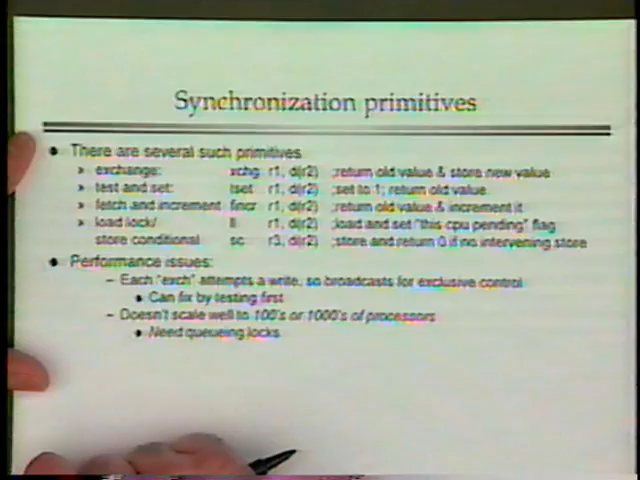 Synchronization primitives
• There are several such primitives
» exchange: xchg r1, d(r2) ;return old value & store new value
» test and set: tset r1, d(r2) ;set to 1; return old value
» fetch and increment fincr r1, d(r2) ;return old value & increment it
» load lock/ ll r1, d(r2) ;load and set "this cpu pending" flag
store conditional sc r3, d(r2) ;store and return 0 if no intervening store
• Performance issues:
– Each "exch" attempts a write, so broadcasts for exclusive control
• Can fix by testing first
– Doesn't scale well to 100's or 1000's of processors
• Need queueing locks